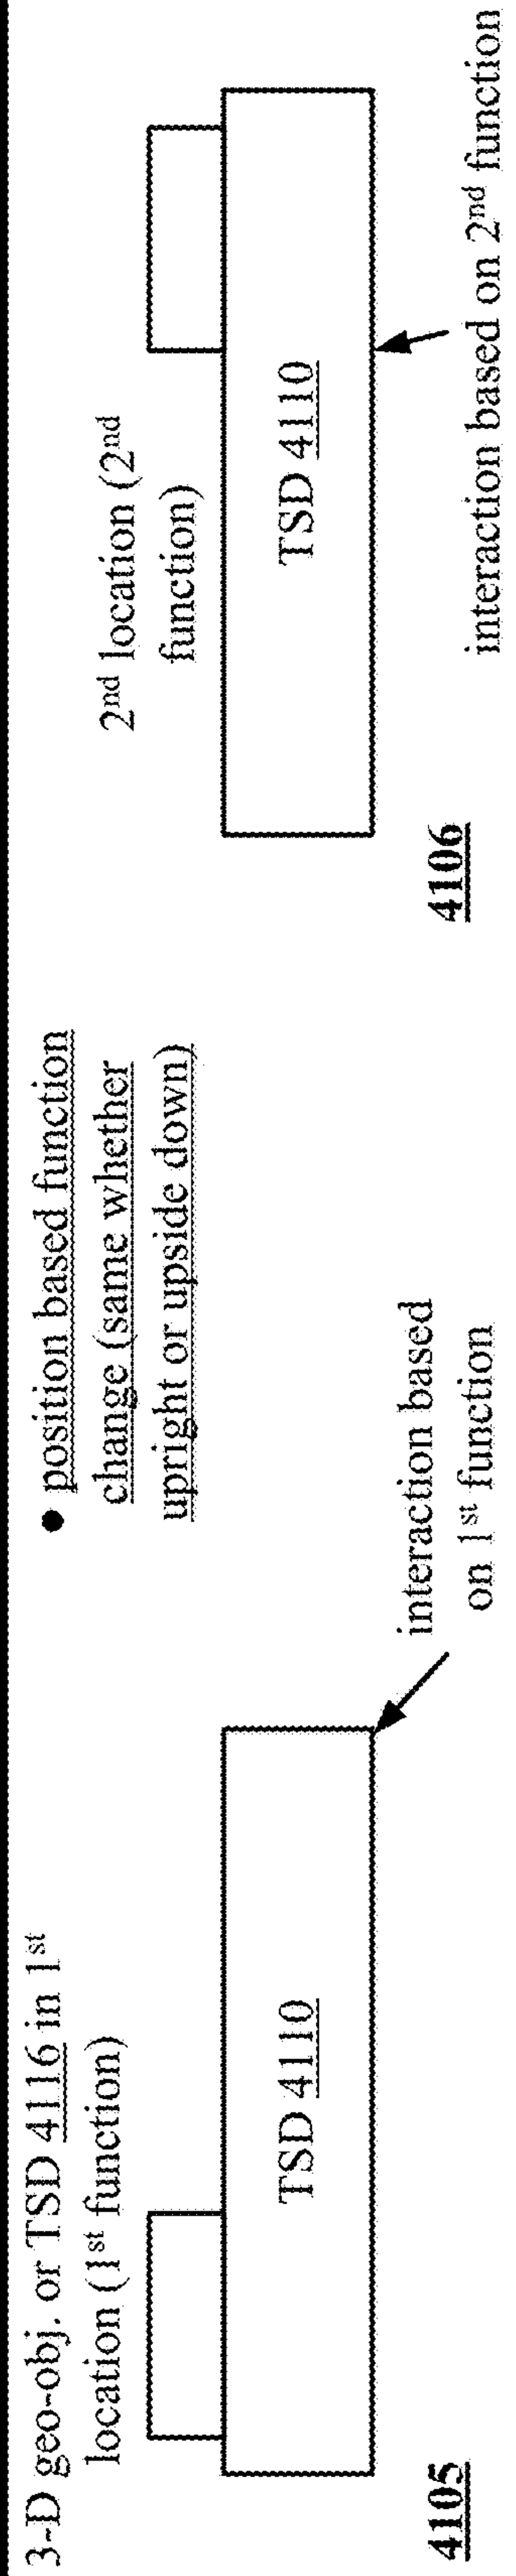 3-D geo-obj. or TSD 4116 in 1st
location (1st function)
TSD 4110
interaction based
on 1st function
4105
● position based function
change (same whether
upright or upside down)
2nd location (2nd
function)
TSD 4110
interaction based on 2nd function
4106